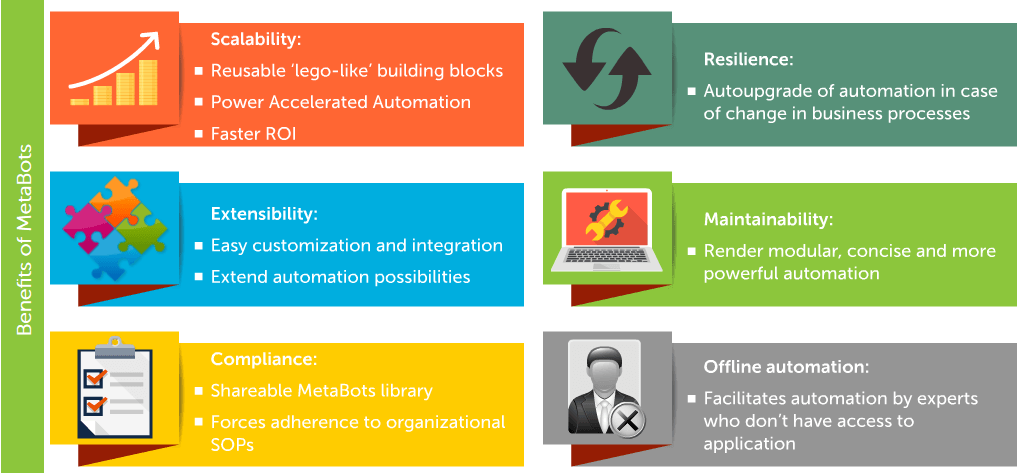 Benefits of MetaBots
Scalability:
▪ Reusable ‘lego-like’ building blocks
▪ Power Accelerated Automation
▪ Faster ROI
Resilience:
▪ Autoupgrade of automation in case
of change in business processes
Extensibility:
▪ Easy customization and integration
▪ Extend automation possibilities
Maintainability:
▪ Render modular, concise and more
powerful automation
Compliance:
▪ Shareable MetaBots library
▪ Forces adherence to organizational
SOPs
Offline automation:
▪ Facilitates automation by experts
who don’t have access to
application